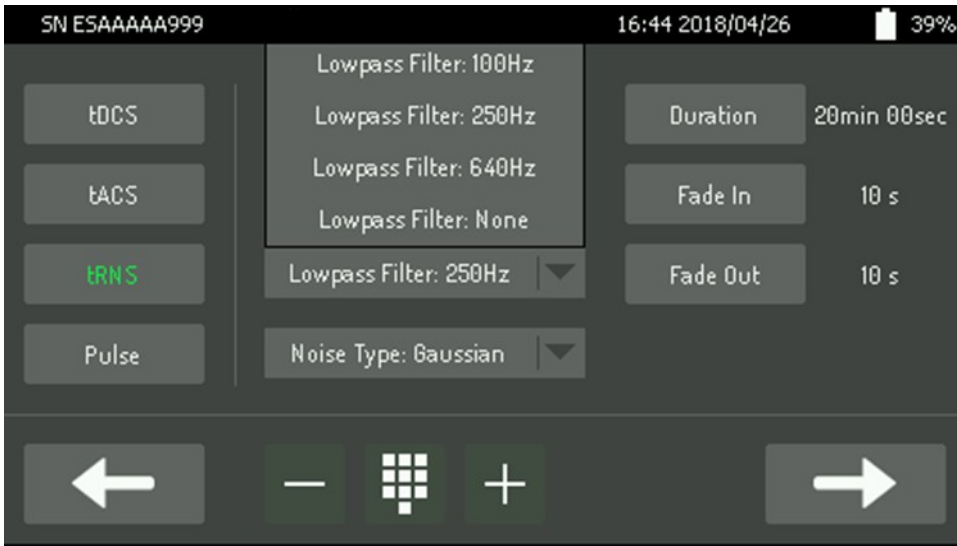 SN ESAAAAA999
16:44 2018/04/26
39%
tDCS
tACS
tRNS
Pulse
Lowpass Filter: 100Hz
Lowpass Filter: 250Hz
Lowpass Filter: 640Hz
Lowpass Filter: None
Lowpass Filter: 250Hz
Noise Type: Gaussian
Duration 20min 00sec
Fade In 10 s
Fade Out 10 s